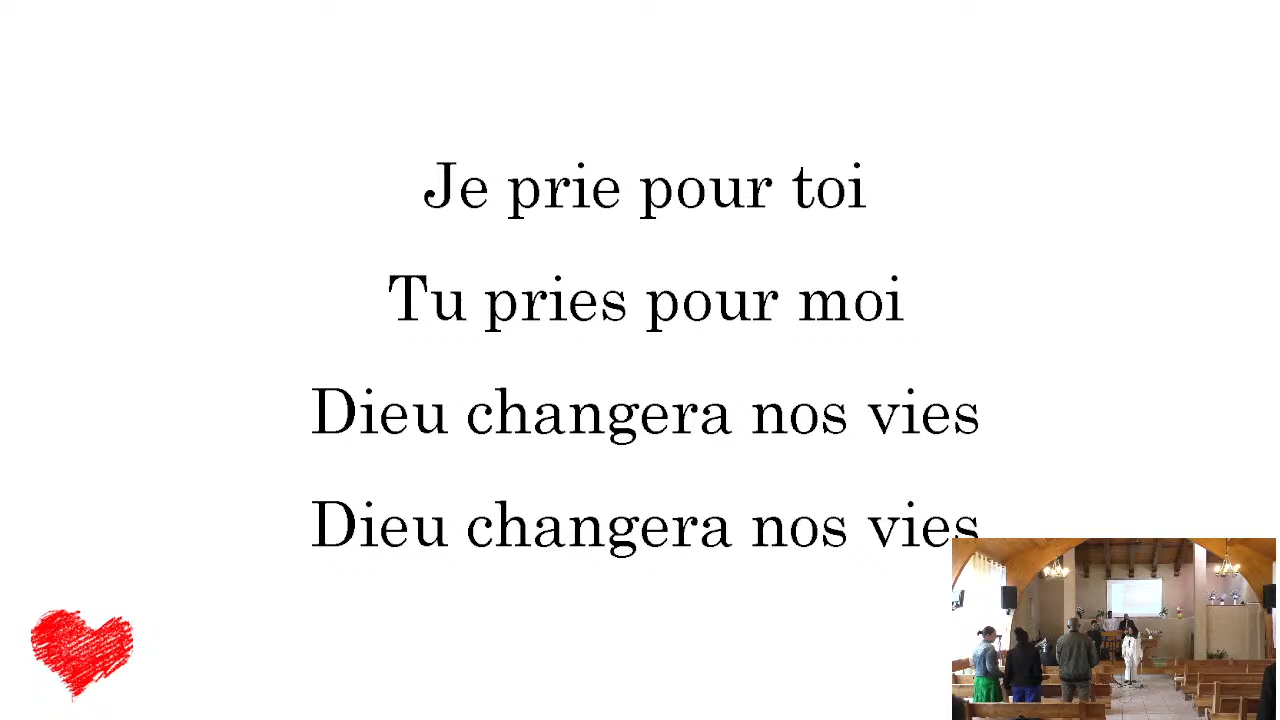 Je prie pour toi
Tu pries pour moi
Dieu changera nos vies
Dieu changera nos vies